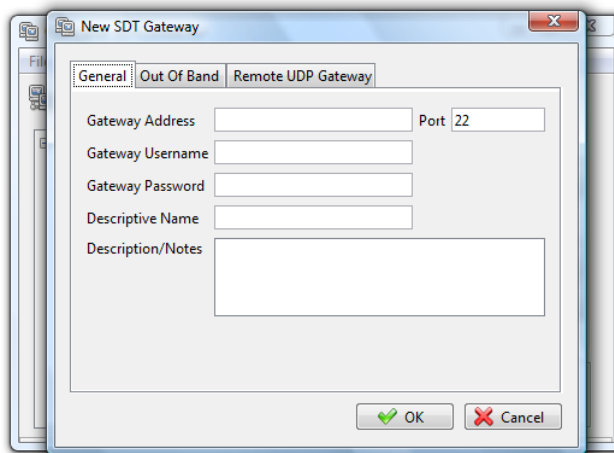 New SDT Gateway
General Out Of Band Remote UDP Gateway
Gateway Address Port 22
Gateway Username
Gateway Password
Descriptive Name
Description/Notes
OK Cancel